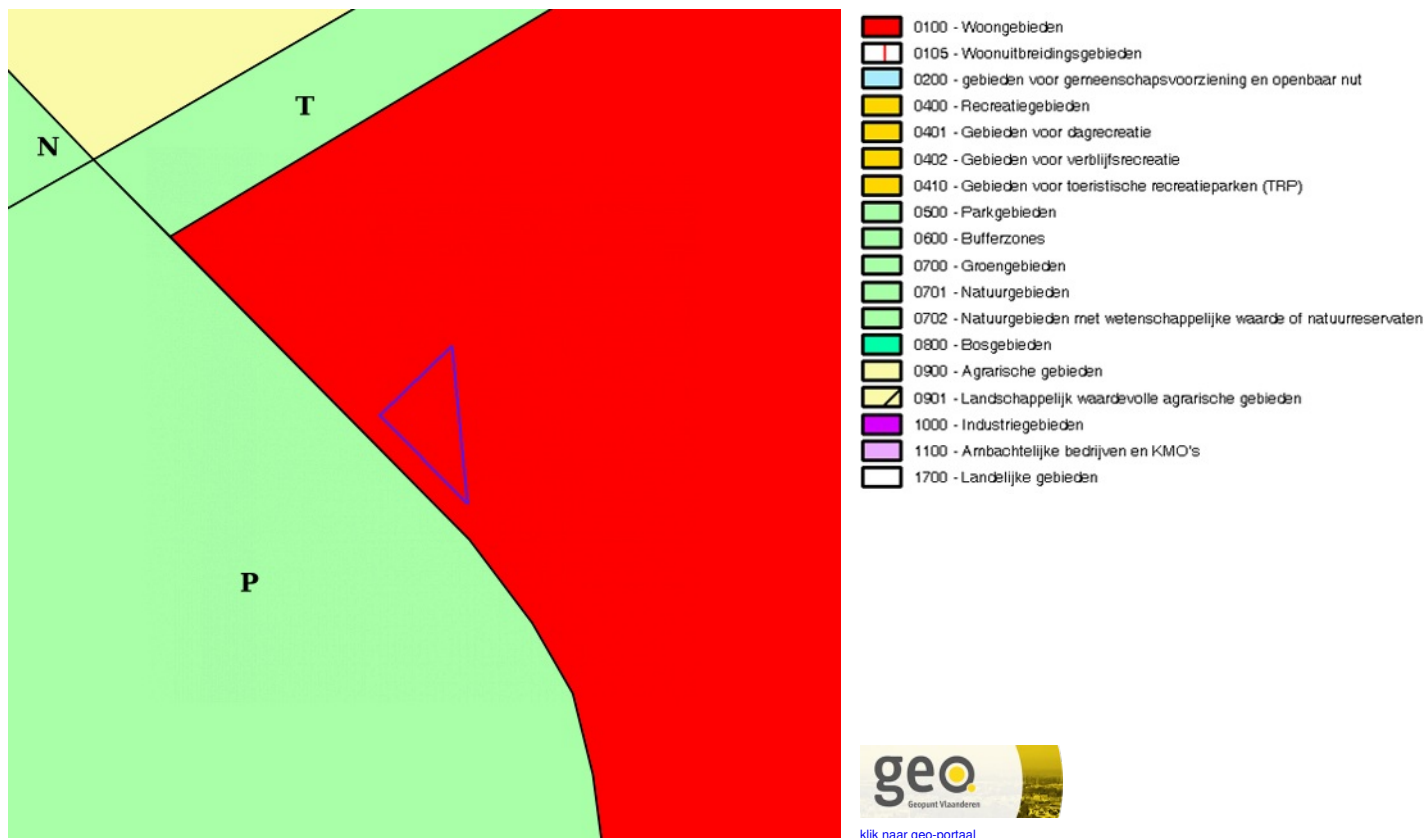 T
N
P
0100 - Woongebieden
0105 - Woonuitbreidingsgebieden
0200 - gebieden voor gemeenschapsvoorziening en openbaar nut
0400 - Recreatiegebieden
0401 - Gebieden voor dagrecreatie
0402 - Gebieden voor verblijfsrecreatie
0410 - Gebieden voor toeristische recreatieparken (TRP)
0500 - Parkgebieden
0600 - Bufferzones
0700 - Groengebieden
0701 - Natuurgebieden
0702 - Natuurgebieden met wetenschappelijke waarde of natuurreservaten
0800 - Bosgebieden
0900 - Agrarische gebieden
0901 - Landschappelijk waardevolle agrarische gebieden
1000 - Industriegebieden
1100 - Ambachtelijke bedrijven en KMO's
1700 - Landelijke gebieden
geo
Geopunt Vlaanderen
klik naar geo-portaal